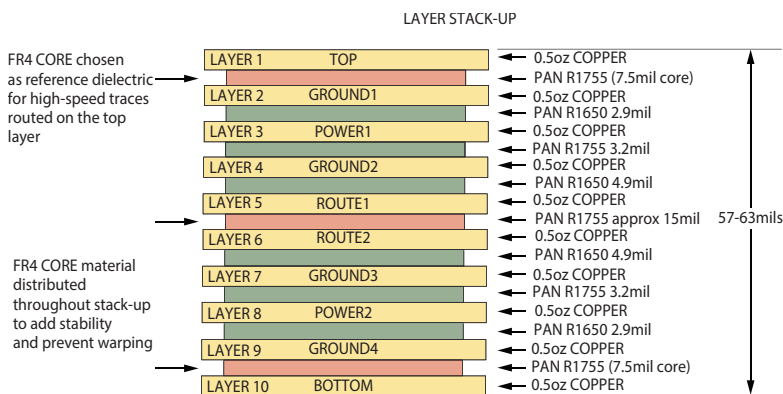 LAYER STACK-UP
FR4 CORE chosen
as reference dielectric
for high-speed traces
routed on the top
layer
LAYER 1 TOP 0.5oz COPPER
PAN R1755 (7.5mil core)
LAYER 2 GROUND1 0.5oz COPPER
PAN R1650 2.9mil
LAYER 3 POWER1 0.5oz COPPER
PAN R1755 3.2mil
LAYER 4 GROUND2 0.5oz COPPER
PAN R1650 4.9mil
LAYER 5 ROUTE1 0.5oz COPPER
PAN R1755 approx 15mil 57-63mils
LAYER 6 ROUTE2 0.5oz COPPER
PAN R1650 4.9mil
FR4 CORE material
distributed
throughout stack-up
to add stability
and prevent warping
LAYER 7 GROUND3 0.5oz COPPER
PAN R1755 3.2mil
LAYER 8 POWER2 0.5oz COPPER
PAN R1650 2.9mil
LAYER 9 GROUND4 0.5oz COPPER
PAN R1755 (7.5mil core)
LAYER 10 BOTTOM 0.5oz COPPER